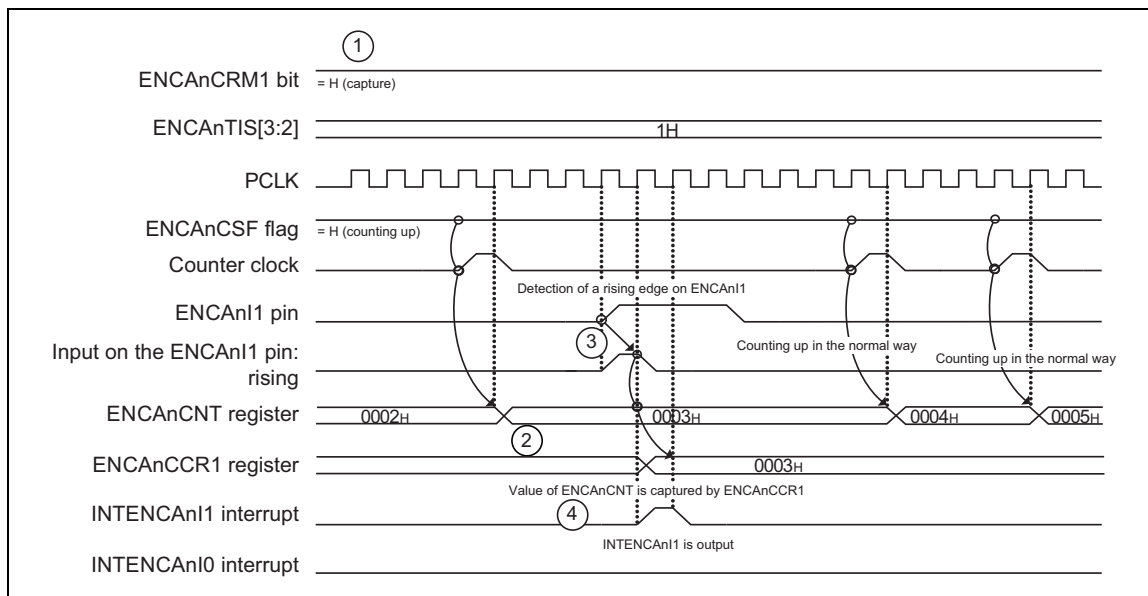 1
ENCAnCRM1 bit = H (capture)
ENCAnTIS[3:2] 1H
PCLK
ENCAnCSF flag = H (counting up)
Counter clock
Detection of a rising edge on ENCAnI1
ENCAnI1 pin
3
Input on the ENCAnI1 pin:
rising
Counting up in the normal way
Counting up in the normal way
ENCAnCNT register 0002H 0003H 0004H 0005H
2
ENCAnCCR1 register 0003H
Value of ENCAnCNT is captured by ENCAnCCR1
INTENCAnI1 interrupt 4
INTENCAnI1 is output
INTENCAnI0 interrupt